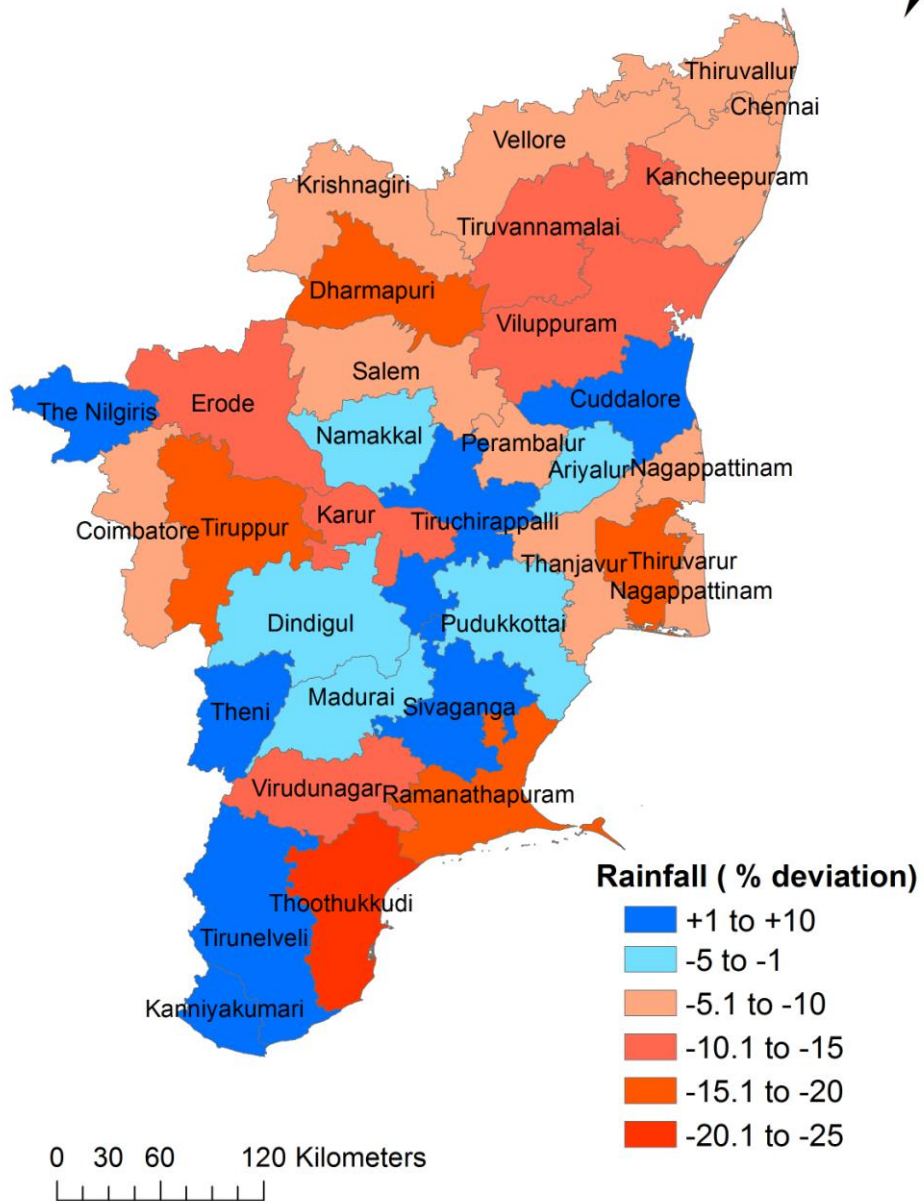 Thiruvallur
Chennai
Vellore
Kancheepuram
Krishnagiri
Tiruvannamalai
Dharmapuri
Viluppuram
Salem
Erode
The Nilgiris
Cuddalore
Namakkal
Perambalur
Ariyalur
Nagappattinam
Coimbatore
Tiruppur
Karur
Tiruchirappalli
Thanjavur
Thiruvarur
Nagappattinam
Dindigul
Pudukkottai
Madurai
Theni
Sivaganga
Virudunagar
Ramanathapuram
Thoothukkudi
Tirunelveli
Kanniyakumari
Rainfall ( % deviation)
+1 to +10
-5 to -1
-5.1 to -10
-10.1 to -15
-15.1 to -20
-20.1 to -25
0 30 60 120 Kilometers